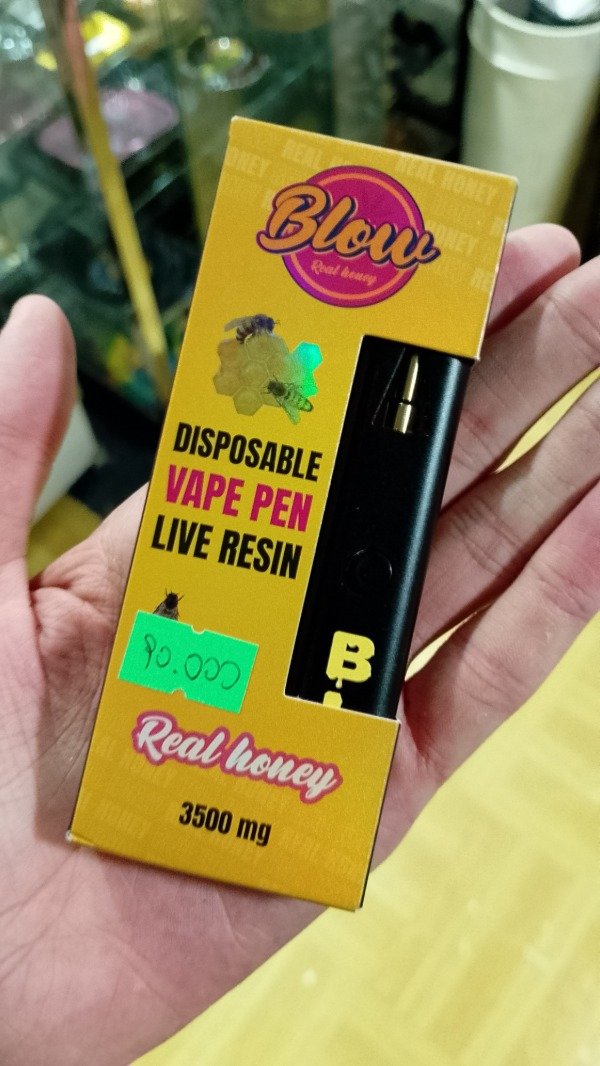 Blow
Real honey
DISPOSABLE
VAPE PEN
LIVE RESIN
90.000
B
Real honey
3500 mg